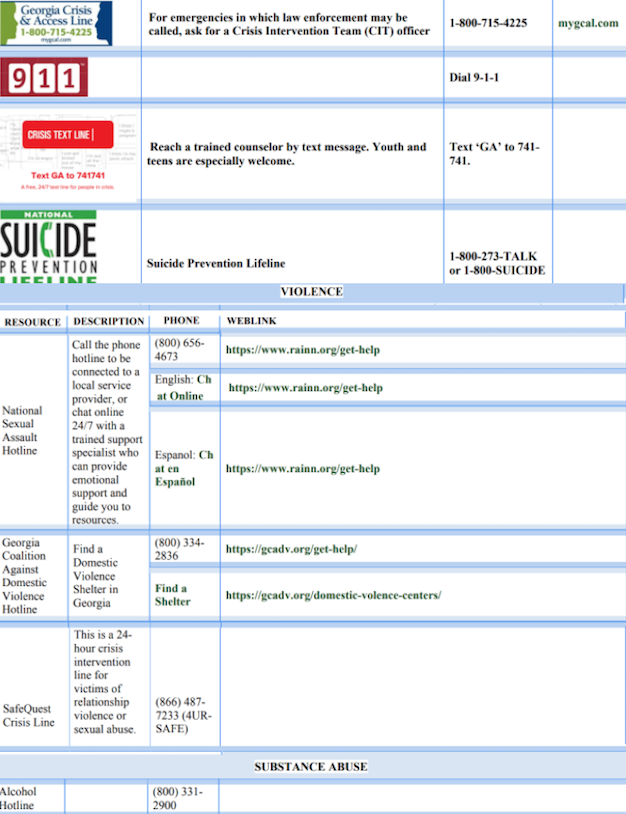 Georgia Crisis
& Access Line
1-800-715-4225
mygcal.com
For emergencies in which law enforcement may be
called, ask for a Crisis Intervention Team (CIT) officer
1-800-715-4225
mygcal.com
911
Dial 9-1-1
CRISIS TEXT LINE |
Text GA to 741741
A free, 24/7 text line for people in crisis.
Reach a trained counselor by text message. Youth and
teens are especially welcome.
Text ‘GA’ to 741-
741.
NATIONAL
SUICIDE
PREVENTION
LIFELINE
Suicide Prevention Lifeline
1-800-273-TALK
or 1-800-SUICIDE
VIOLENCE
RESOURCE DESCRIPTION PHONE WEBLINK
National
Sexual
Assault
Hotline
Call the phone
hotline to be
connected to a
local service
provider, or
chat online
24/7 with a
trained support
specialist who
can provide
emotional
support and
guide you to
resources.
(800) 656-
4673
https://www.rainn.org/get-help
English: Ch
at Online
https://www.rainn.org/get-help
Espanol: Ch
at en
Español
https://www.rainn.org/get-help
Georgia
Coalition
Against
Domestic
Violence
Hotline
Find a
Domestic
Violence
Shelter in
Georgia
(800) 334-
2836
https://gcadv.org/get-help/
Find a
Shelter
https://gcadv.org/domestic-volence-centers/
SafeQuest
Crisis Line
This is a 24-
hour crisis
intervention
line for
victims of
relationship
violence or
sexual abuse.
(866) 487-
7233 (4UR-
SAFE)
SUBSTANCE ABUSE
Alcohol
Hotline
(800) 331-
2900